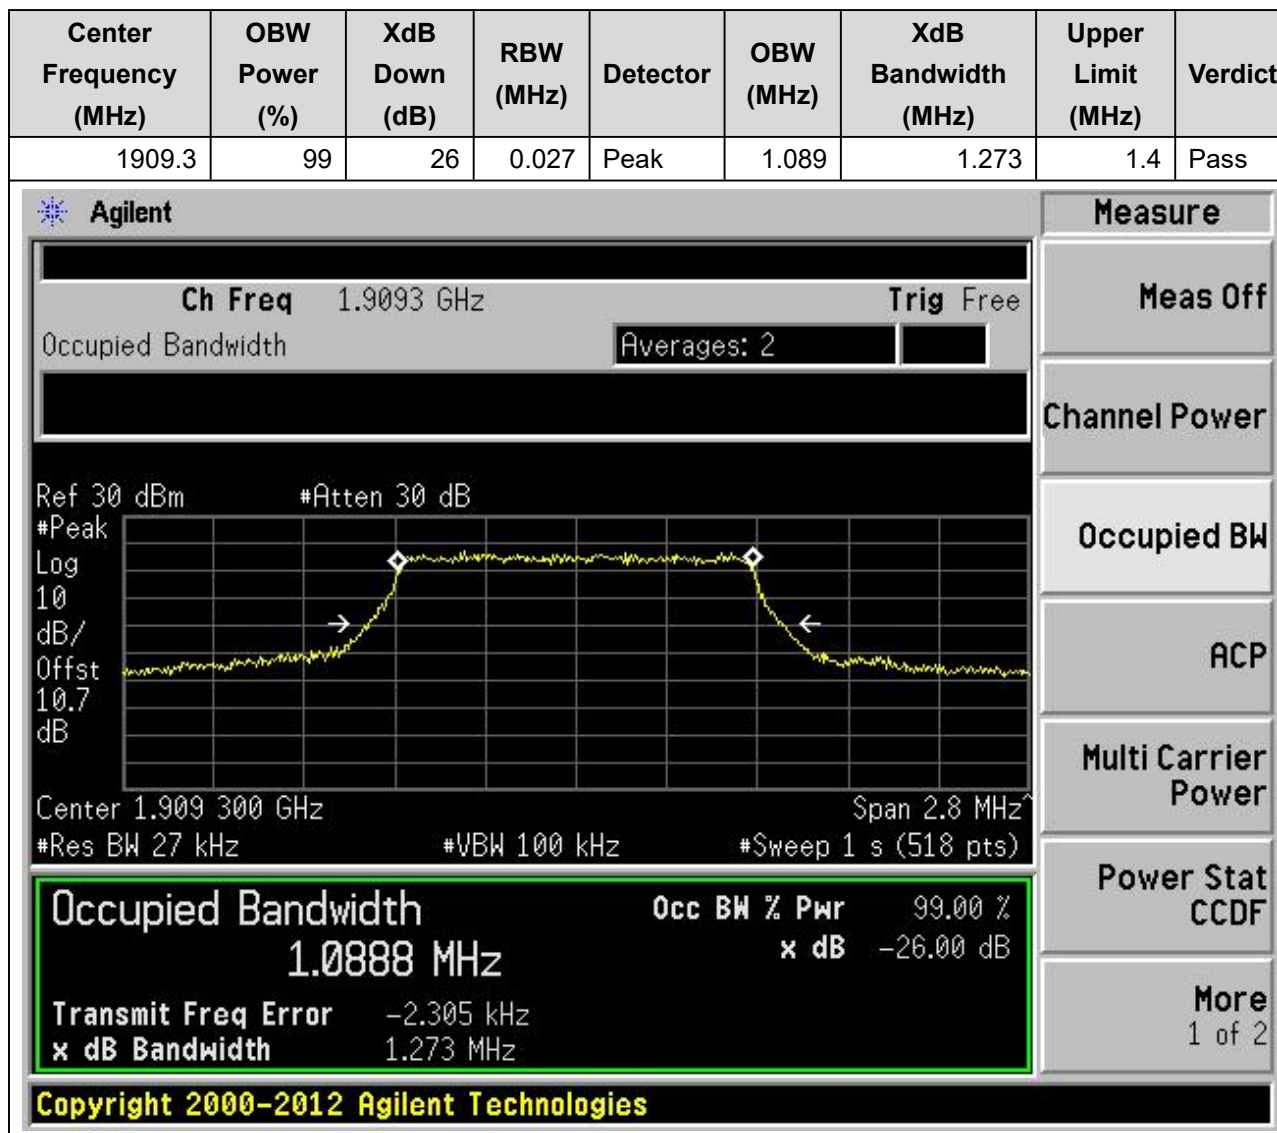 Center Frequency (MHz) OBW Power (%) XdB Down (dB) RBW (MHz) Detector OBW (MHz) XdB Bandwidth (MHz) Upper Limit (MHz) Verdict
1909.3 99 26 0.027 Peak 1.089 1.273 1.4 Pass
Agilent
Measure
Ch Freq 1.9093 GHz Trig Free
Meas Off
Occupied Bandwidth Averages: 2
Channel Power
Ref 30 dBm #Atten 30 dB
#Peak
Log
10
dB/
Offst
10.7
dB
Occupied BW
ACP
Multi Carrier
Power
Center 1.909 300 GHz Span 2.8 MHz^
#Res BW 27 kHz #VBW 100 kHz #Sweep 1 s (518 pts)
Power Stat
CCDF
Occupied Bandwidth Occ BW % Pwr 99.00 %
1.0888 MHz x dB -26.00 dB
Transmit Freq Error -2.305 kHz
x dB Bandwidth 1.273 MHz
More
1 of 2
Copyright 2000-2012 Agilent Technologies